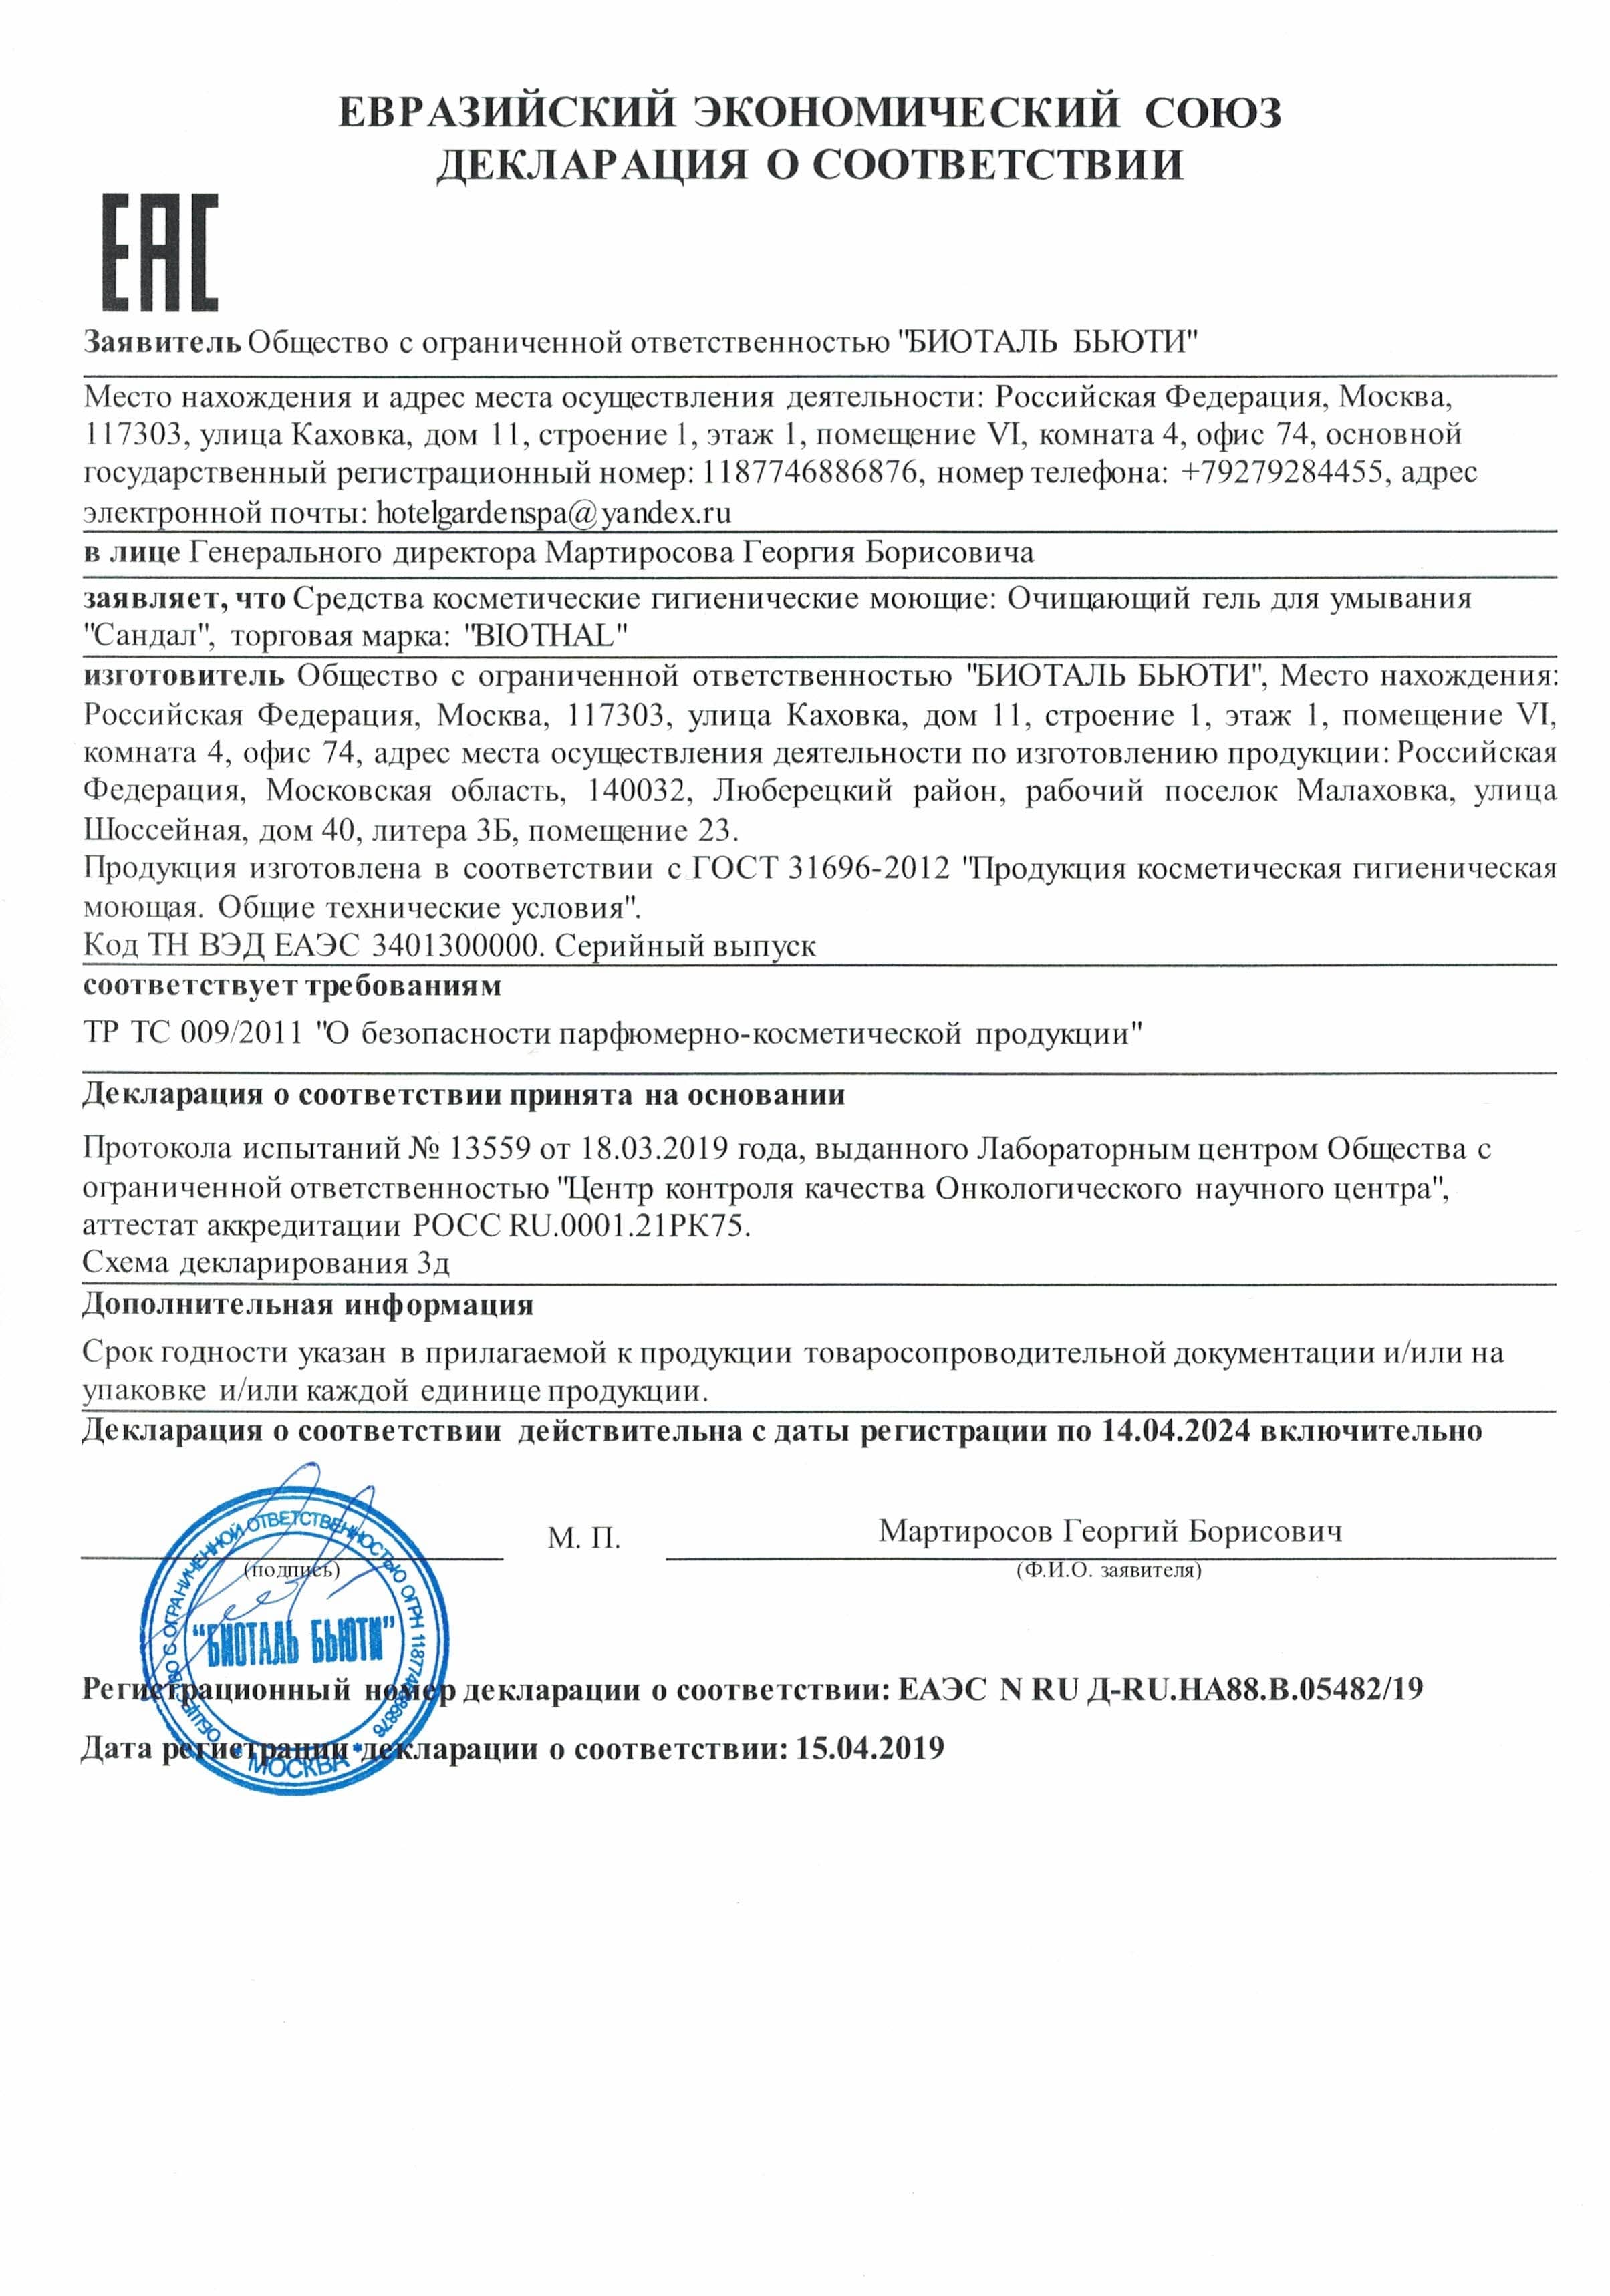 ЕВРАЗИЙСКИЙ ЭКОНОМИЧЕСКИЙ СОЮЗ
ДЕКЛАРАЦИЯ О СООТВЕТСТВИИ
ЕАС
Заявитель Общество с ограниченной ответственностью "БИОТАЛЬ БЬЮТИ"
Место нахождения и адрес места осуществления деятельности: Российская Федерация, Москва,
117303, улица Каховка, дом 11, строение 1, этаж 1, помещение VI, комната 4, офис 74, основной
государственный регистрационный номер: 1187746886876, номер телефона: +79279284455, адрес
электронной почты: hotelgardenspa@yandex.ru
в лице Генерального директора Мартиросова Георгия Борисовича
заявляет, что Средства косметические гигиенические моющие: Очищающий гель для умывания
"Сандал", торговая марка: "BIOTHAL"
изготовитель Общество с ограниченной ответственностью "БИОТАЛЬ БЬЮТИ", Место нахождения:
Российская Федерация, Москва, 117303, улица Каховка, дом 11, строение 1, этаж 1, помещение VI,
комната 4, офис 74, адрес места осуществления деятельности по изготовлению продукции: Российская
Федерация, Московская область, 140032, Люберецкий район, рабочий поселок Малаховка, улица
Шоссейная, дом 40, литера 3Б, помещение 23.
Продукция изготовлена в соответствии с ГОСТ 31696-2012 "Продукция косметическая гигиеническая
моющая. Общие технические условия".
Код ТН ВЭД ЕАЭС 3401300000. Серийный выпуск
соответствует требованиям
ТР ТС 009/2011 "О безопасности парфюмерно-косметической продукции"
Декларация о соответствии принята на основании
Протокола испытаний № 13559 от 18.03.2019 года, выданного Лабораторным центром Общества с
ограниченной ответственностью "Центр контроля качества Онкологического научного центра",
аттестат аккредитации РОСС RU.0001.21РК75.
Схема декларирования 3д
Дополнительная информация
Срок годности указан в прилагаемой к продукции товаросопроводительной документации и/или на
упаковке и/или каждой единице продукции.
Декларация о соответствии действительна с даты регистрации по 14.04.2024 включительно
М. П.
Мартиросов Георгий Борисович
(подпись)
(Ф.И.О. заявителя)
ОБЩЕСТВО С ОГРАНИЧЕННОЙ ОТВЕТСТВЕННОСТЬЮ ОГРН 1187746886876
"БИОТАЛЬ БЬЮТИ"
* МОСКВА *
Регистрационный номер декларации о соответствии: ЕАЭС N RU Д-RU.НА88.В.05482/19
Дата регистрации декларации о соответствии: 15.04.2019